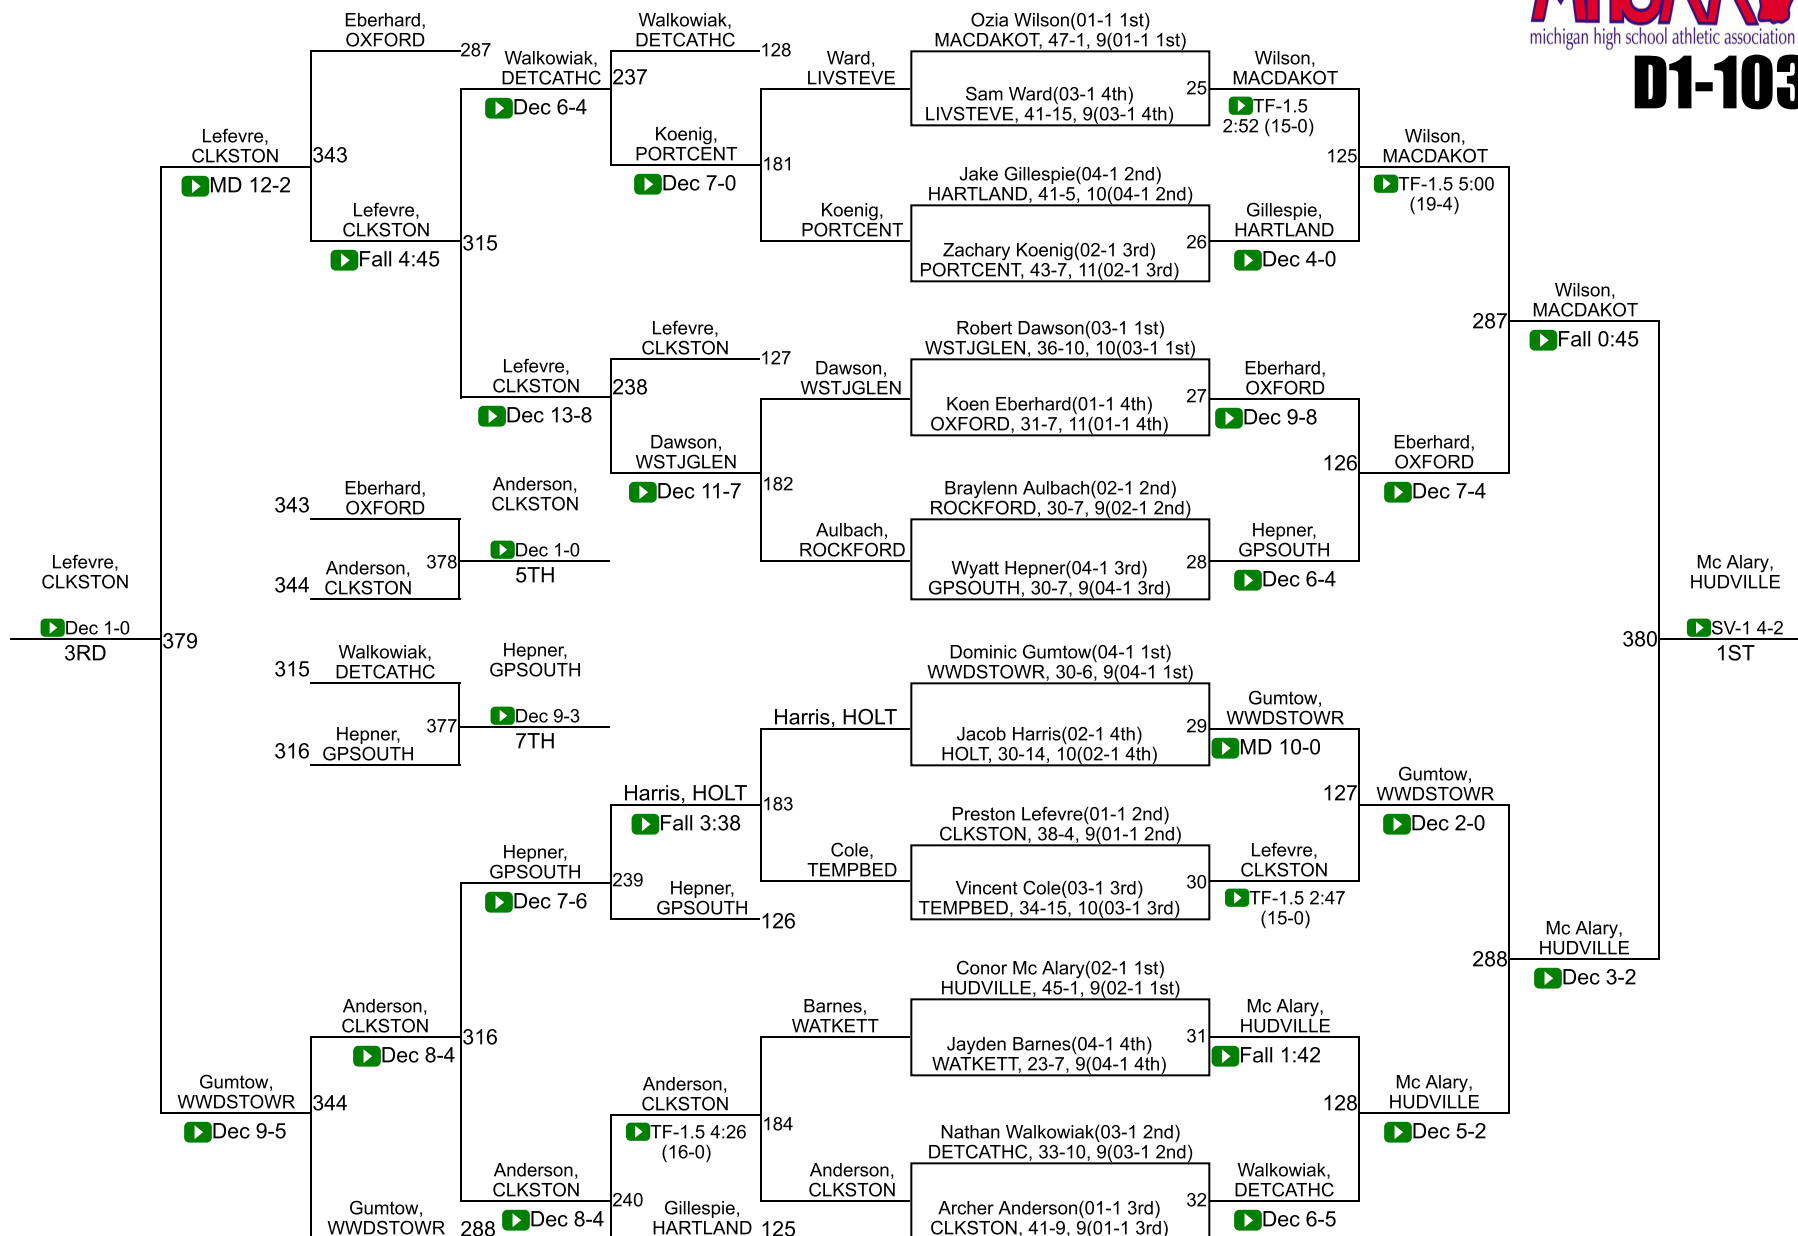 michigan high school athletic association
D1-103
Eberhard,
OXFORD
287
Lefevre,
CLKSTON
MD 12-2
343
Lefevre,
CLKSTON
Fall 4:45
315
Walkowiak,
DETCATHC
Dec 6-4
237
Walkowiak,
DETCATHC
128
Koenig,
PORTCENT
Dec 7-0
181
Ward,
LIVSTEVE
Koenig,
PORTCENT
Ozia Wilson(01-1 1st)
MACDAKOT, 47-1, 9(01-1 1st)
Sam Ward(03-1 4th)
LIVSTEVE, 41-15, 9(03-1 4th)
25
Wilson,
MACDAKOT
TF-1.5
2:52 (15-0)
Jake Gillespie(04-1 2nd)
HARTLAND, 41-5, 10(04-1 2nd)
Zachary Koenig(02-1 3rd)
PORTCENT, 43-7, 11(02-1 3rd)
26
Gillespie,
HARTLAND
Dec 4-0
125
Wilson,
MACDAKOT
TF-1.5 5:00
(19-4)
Lefevre,
CLKSTON
Dec 13-8
238
Lefevre,
CLKSTON
127
Dawson,
WSTJGLEN
Dec 11-7
182
Dawson,
WSTJGLEN
Aulbach,
ROCKFORD
Robert Dawson(03-1 1st)
WSTJGLEN, 36-10, 10(03-1 1st)
Koen Eberhard(01-1 4th)
OXFORD, 31-7, 11(01-1 4th)
27
Eberhard,
OXFORD
Dec 9-8
Braylenn Aulbach(02-1 2nd)
ROCKFORD, 30-7, 9(02-1 2nd)
Wyatt Hepner(04-1 3rd)
GPSOUTH, 30-7, 9(04-1 3rd)
28
Hepner,
GPSOUTH
Dec 6-4
126
Eberhard,
OXFORD
Dec 7-4
287
Wilson,
MACDAKOT
Fall 0:45
343
Eberhard,
OXFORD
344
Anderson,
CLKSTON
378
Anderson,
CLKSTON
Dec 1-0
5TH
Lefevre,
CLKSTON
Dec 1-0
3RD
379
315
Walkowiak,
DETCATHC
316
Hepner,
GPSOUTH
377
Hepner,
GPSOUTH
Dec 9-3
7TH
380
Mc Alary,
HUDVILLE
SV-1 4-2
1ST
Harris, HOLT
Cole,
TEMPBED
183
Harris, HOLT
Fall 3:38
Hepner,
GPSOUTH
Dec 7-6
239
Hepner,
GPSOUTH
126
Dominic Gumtow(04-1 1st)
WWDSTOWR, 30-6, 9(04-1 1st)
Jacob Harris(02-1 4th)
HOLT, 30-14, 10(02-1 4th)
29
Gumtow,
WWDSTOWR
MD 10-0
Preston Lefevre(01-1 2nd)
CLKSTON, 38-4, 9(01-1 2nd)
Vincent Cole(03-1 3rd)
TEMPBED, 34-15, 10(03-1 3rd)
30
Lefevre,
CLKSTON
TF-1.5 2:47
(15-0)
127
Gumtow,
WWDSTOWR
Dec 2-0
288
Mc Alary,
HUDVILLE
Dec 3-2
Anderson,
CLKSTON
Dec 8-4
316
Gumtow,
WWDSTOWR
Dec 9-5
344
Gumtow,
WWDSTOWR
288
Anderson,
CLKSTON
Dec 8-4
240
Anderson,
CLKSTON
TF-1.5 4:26
(16-0)
184
Gillespie,
HARTLAND
125
Barnes,
WATKETT
Anderson,
CLKSTON
Conor Mc Alary(02-1 1st)
HUDVILLE, 45-1, 9(02-1 1st)
Jayden Barnes(04-1 4th)
WATKETT, 23-7, 9(04-1 4th)
31
Mc Alary,
HUDVILLE
Fall 1:42
Nathan Walkowiak(03-1 2nd)
DETCATHC, 33-10, 9(03-1 2nd)
Archer Anderson(01-1 3rd)
CLKSTON, 41-9, 9(01-1 3rd)
32
Walkowiak,
DETCATHC
Dec 6-5
128
Mc Alary,
HUDVILLE
Dec 5-2